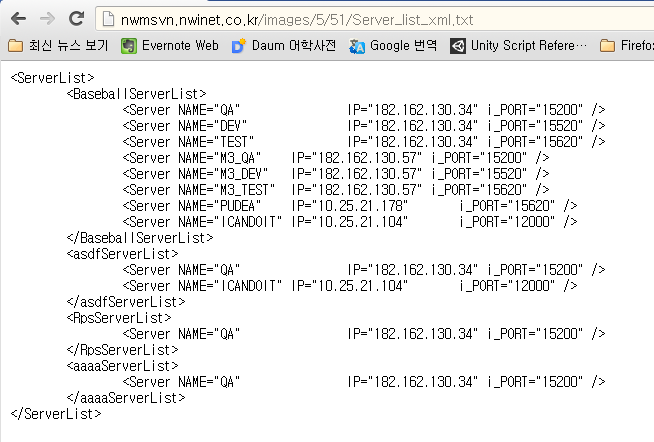 nwmsvn.nwinet.co.kr/images/5/51/Server_list_xml.txt
최신 뉴스 보기 Evernote Web Daum 어학사전 Google 번역 Unity Script Refere… Firefo
<ServerList>
<BaseballServerList>
<Server NAME="QA" IP="182.162.130.34" i_PORT="15200" />
<Server NAME="DEV" IP="182.162.130.34" i_PORT="15520" />
<Server NAME="TEST" IP="182.162.130.34" i_PORT="15620" />
<Server NAME="M3_QA" IP="182.162.130.57" i_PORT="15200" />
<Server NAME="M3_DEV" IP="182.162.130.57" i_PORT="15520" />
<Server NAME="M3_TEST" IP="182.162.130.57" i_PORT="15620" />
<Server NAME="PUDEA" IP="10.25.21.178" i_PORT="15620" />
<Server NAME="ICANDOIT" IP="10.25.21.104" i_PORT="12000" />
</BaseballServerList>
<asdfServerList>
<Server NAME="QA" IP="182.162.130.34" i_PORT="15200" />
<Server NAME="ICANDOIT" IP="10.25.21.104" i_PORT="12000" />
</asdfServerList>
<RpsServerList>
<Server NAME="QA" IP="182.162.130.34" i_PORT="15200" />
</RpsServerList>
<aaaaServerList>
<Server NAME="QA" IP="182.162.130.34" i_PORT="15200" />
</aaaaServerList>
</ServerList>